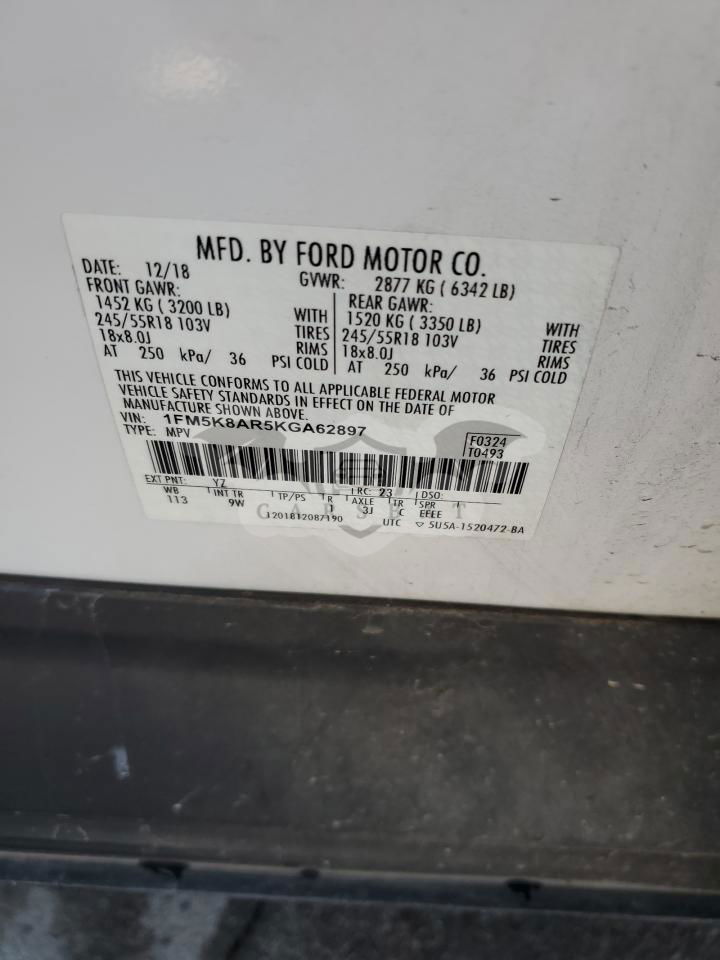 MFD. BY FORD MOTOR CO.
DATE: 12/18 GVWR: 2877 KG ( 6342 LB)
FRONT GAWR: REAR GAWR:
1452 KG ( 3200 LB) WITH 1520 KG ( 3350 LB) WITH
245/55R18 103V TIRES 245/55R18 103V TIRES
18x8.0J RIMS 18x8.0J RIMS
AT 250 kPa/ 36 PSI COLD AT 250 kPa/ 36 PSI COLD
THIS VEHICLE CONFORMS TO ALL APPLICABLE FEDERAL MOTOR
VEHICLE SAFETY STANDARDS IN EFFECT ON THE DATE OF
MANUFACTURE SHOWN ABOVE.
VIN: 1FM5K8AR5KGA62897 F0324
TYPE: MPV T0493
EXT PNT: YZ RC: 23 DSO:
WB INT TR TP/PS R AXLE TR SPR
113 9W J 3J C EEEE
1201812087190 UTC ▽ 5U5A-1520472-BA